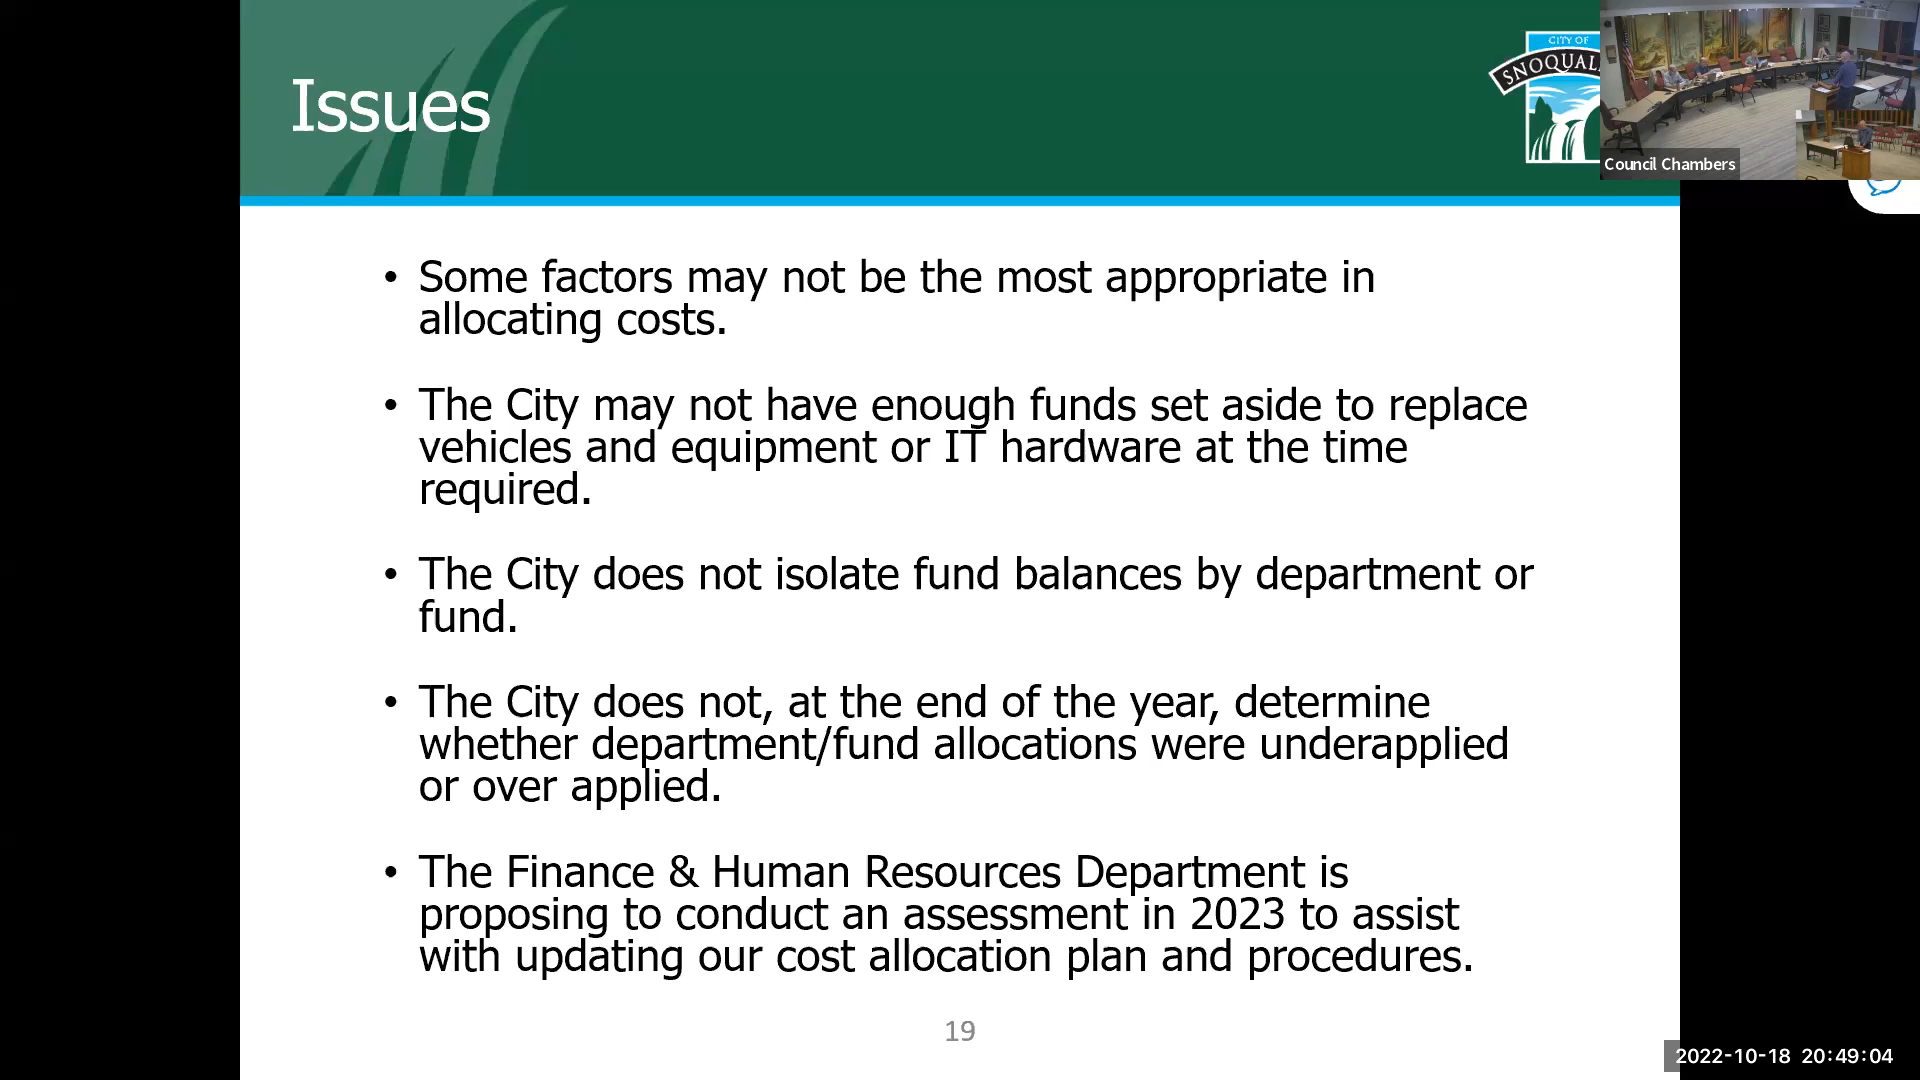 Issues
CITY OF
SNOQUAL
Council Chambers
• Some factors may not be the most appropriate in
allocating costs.
• The City may not have enough funds set aside to replace
vehicles and equipment or IT hardware at the time
required.
• The City does not isolate fund balances by department or
fund.
• The City does not, at the end of the year, determine
whether department/fund allocations were underapplied
or over applied.
• The Finance & Human Resources Department is
proposing to conduct an assessment in 2023 to assist
with updating our cost allocation plan and procedures.
19
2022-10-18 20:49:04